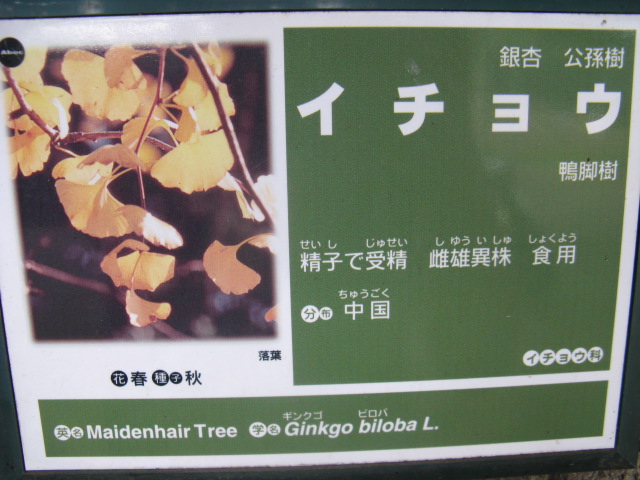 銀杏 公孫樹
イチョウ
鴨脚樹
せいし じゅせい しゆういしゅ しょくよう
精子で受精 雌雄異株 食用
ちゅうごく
分布 中国
落葉
イチョウ科
花 春 種子 秋
ギンクゴ ビロバ
英名 Maidenhair Tree 学名 Ginkgo biloba L.